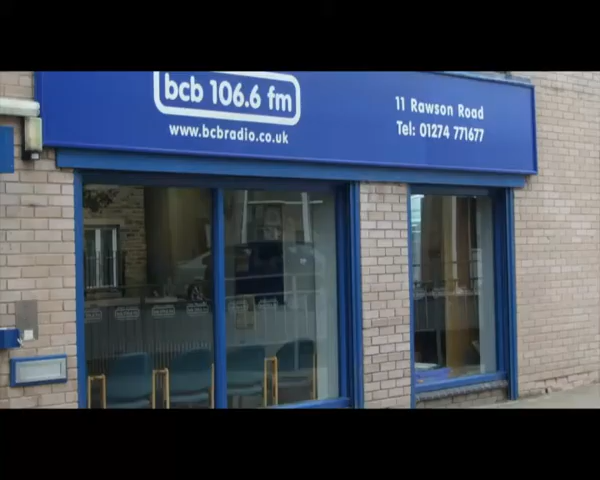 bcb 106.6 fm
www.bcbradio.co.uk
11 Rawson Road
Tel: 01274 771677